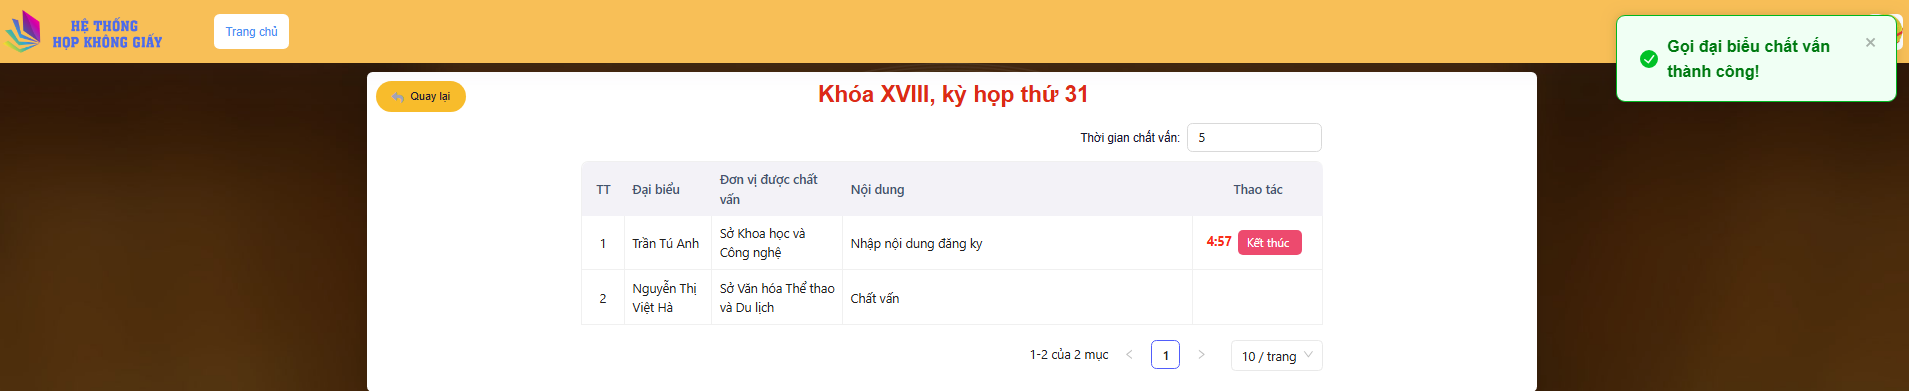 HỆ THỐNG
HỌP KHÔNG GIẤY
Trang chủ
Gọi đại biểu chất vấn
thành công!
Quay lại
Khóa XVIII, kỳ họp thứ 31
Thời gian chất vấn: 5
TT Đại biểu Đơn vị được chất vấn Nội dung Thao tác
1 Trần Tú Anh Sở Khoa học và Công nghệ Nhập nội dung đăng ky 4:57 Kết thúc
2 Nguyễn Thị Việt Hà Sở Văn hóa Thể thao và Du lịch Chất vấn
1-2 của 2 mục 1 10 / trang